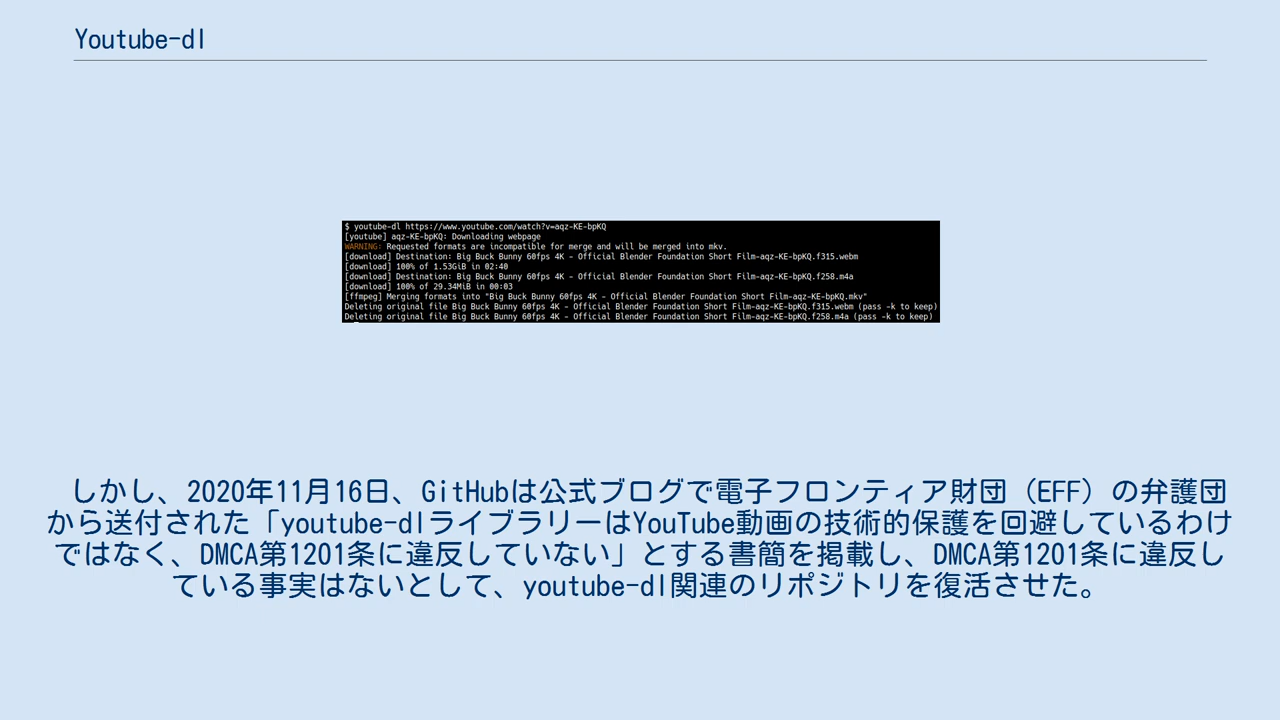 Youtube-dl
$ youtube-dl https://www.youtube.com/watch?v=aqz-KE-bpKQ
[youtube] aqz-KE-bpKQ: Downloading webpage
WARNING: Requested formats are incompatible for merge and will be merged into mkv.
[download] Destination: Big Buck Bunny 60fps 4K - Official Blender Foundation Short Film-aqz-KE-bpKQ.f315.webm
[download] 100% of 1.53GiB in 02:40
[download] Destination: Big Buck Bunny 60fps 4K - Official Blender Foundation Short Film-aqz-KE-bpKQ.f258.m4a
[download] 100% of 29.34MiB in 00:03
[ffmpeg] Merging formats into "Big Buck Bunny 60fps 4K - Official Blender Foundation Short Film-aqz-KE-bpKQ.mkv"
Deleting original file Big Buck Bunny 60fps 4K - Official Blender Foundation Short Film-aqz-KE-bpKQ.f315.webm (pass -k to keep)
Deleting original file Big Buck Bunny 60fps 4K - Official Blender Foundation Short Film-aqz-KE-bpKQ.f258.m4a (pass -k to keep)
しかし、2020年11月16日、GitHubは公式ブログで電子フロンティア財団（EFF）の弁護団
から送付された「youtube-dlライブラリーはYouTube動画の技術的保護を回避しているわけ
ではなく、DMCA第1201条に違反していない」とする書簡を掲載し、DMCA第1201条に違反し
ている事実はないとして、youtube-dl関連のリポジトリを復活させた。